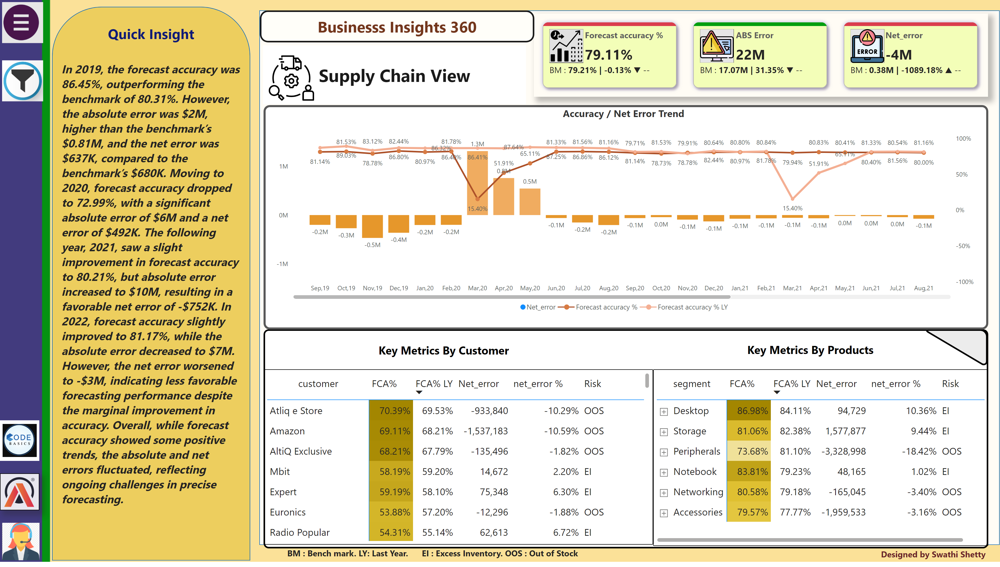 Quick Insight
In 2019, the forecast accuracy was
86.45%, outperforming the
benchmark of 80.31%. However,
the absolute error was $2M,
higher than the benchmark’s
$0.81M, and the net error was
$637K, compared to the
benchmark’s $680K. Moving to
2020, forecast accuracy dropped
to 72.99%, with a significant
absolute error of $6M and a net
error of $492K. The following
year, 2021, saw a slight
improvement in forecast accuracy
to 80.21%, but absolute error
increased to $10M, resulting in a
favorable net error of -$752K. In
2022, forecast accuracy slightly
improved to 81.17%, while the
absolute error decreased to $7M.
However, the net error worsened
to -$3M, indicating less favorable
forecasting performance despite
the marginal improvement in
accuracy. Overall, while forecast
accuracy showed some positive
trends, the absolute and net
errors fluctuated, reflecting
ongoing challenges in precise
forecasting.
CODE
BASICS
®
Businesss Insights 360
Supply Chain View
Forecast accuracy %
79.11%
BM : 79.21% | -0.13% ▼ --
ABS Error
22M
BM : 17.07M | 31.35% ▼ --
ERROR
Net_error
-4M
BM : 0.38M | -1089.18% ▲ --
Accuracy / Net Error Trend
81.53% 83.12% 82.44% 81.78% 1.3M 81.33% 81.56% 81.16% 79.71% 81.53% 79.91% 80.64% 80.80% 80.84% 80.83% 80.41% 81.33% 80.54% 81.16% 100%
86.32% 87.64%
89.03% 86.80% 86.40% 86.41% 65.11% 87.25% 86.86% 86.12% 65.11%
81.14% 78.78% 80.97% 51.91% 81.14% 78.73% 78.78% 82.44% 80.97% 81.78% 79.94% 51.91% 80.40% 81.56% 80.00%
1M 0.8M 50%
0.5M
15.40% 15.40%
0M 0%
-0.2M -0.3M -0.5M -0.4M -0.2M -0.2M -0.1M -0.2M -0.2M -0.1M 0.0M -0.1M -0.1M -0.1M -0.1M -0.1M -0.1M 0.0M 0.0M 0.0M -0.1M
-50%
-1M
-100%
Sep,19 Oct,19 Nov,19 Dec,19 Jan,20 Feb,20 Mar,20 Apr,20 May,20 Jun,20 Jul,20 Aug,20 Sep,20 Oct,20 Nov,20 Dec,20 Jan,21 Feb,21 Mar,21 Apr,21 May,21 Jun,21 Jul,21 Aug,21
Net_error Forecast accuracy % Forecast accuracy % LY
Key Metrics By Customer
customer FCA% FCA% LY Net_error net_error % Risk
Atliq e Store 70.39% 69.53% -933,840 -10.29% OOS
Amazon 69.11% 68.21% -1,537,183 -10.59% OOS
AltiQ Exclusive 68.21% 67.79% -135,496 -1.82% OOS
Mbit 58.19% 59.20% 14,672 2.20% EI
Expert 59.19% 58.10% 75,348 6.30% EI
Euronics 53.88% 57.20% -12,296 -1.88% OOS
Radio Popular 54.31% 55.14% 62,613 6.72% EI
Key Metrics By Products
segment FCA% FCA% LY Net_error net_error % Risk
Desktop 86.98% 84.11% 94,729 10.36% EI
Storage 81.06% 82.38% 1,577,877 9.44% EI
Peripherals 73.68% 81.10% -3,328,998 -18.42% OOS
Notebook 83.81% 79.23% 48,165 1.02% EI
Networking 80.58% 79.18% -165,045 -3.40% OOS
Accessories 79.57% 77.77% -1,959,533 -3.16% OOS
BM : Bench mark. LY: Last Year. EI : Excess Inventory. OOS : Out of Stock
Designed by Swathi Shetty